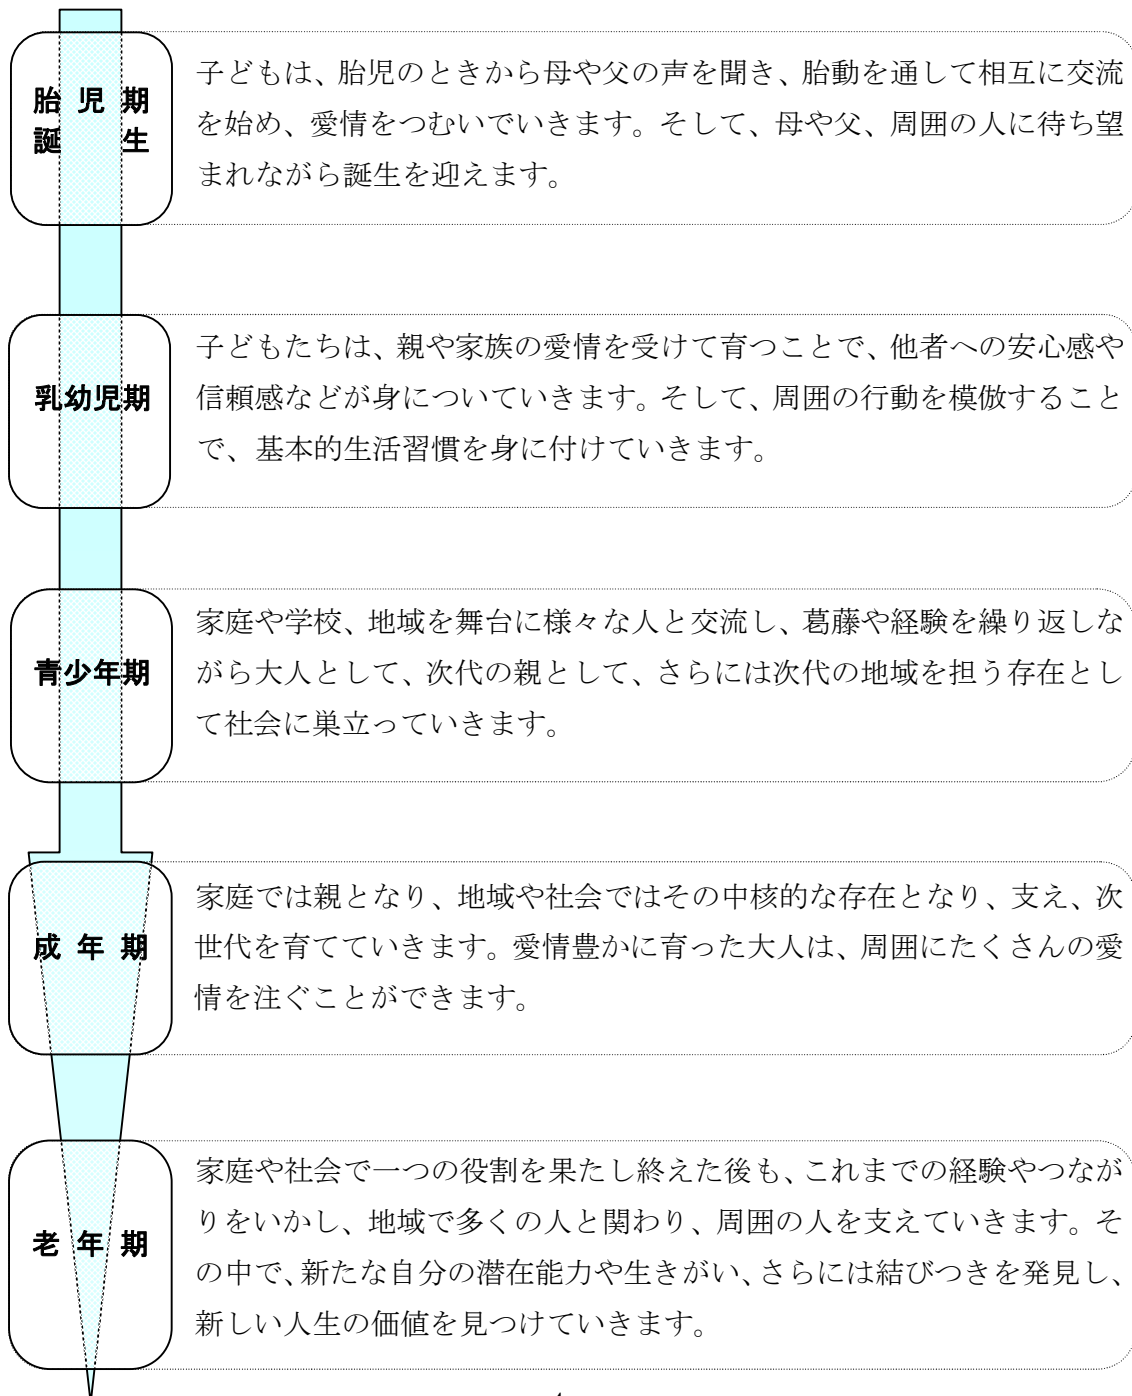 胎児期
誕生
子どもは、胎児のときから母や父の声を聞き、胎動を通して相互に交流
を始め、愛情をつむいでいきます。そして、母や父、周囲の人に待ち望
まれながら誕生を迎えます。
乳幼児期
子どもたちは、親や家族の愛情を受けて育つことで、他者への安心感や
信頼感などが身についていきます。そして、周囲の行動を模倣すること
で、基本的生活習慣を身に付けていきます。
青少年期
家庭や学校、地域を舞台に様々な人と交流し、葛藤や経験を繰り返しな
がら大人として、次代の親として、さらには次代の地域を担う存在とし
て社会に巣立っていきます。
成年期
家庭では親となり、地域や社会ではその中核的な存在となり、支え、次
世代を育てていきます。愛情豊かに育った大人は、周囲にたくさんの愛
情を注ぐことができます。
老年期
家庭や社会で一つの役割を果たし終えた後も、これまでの経験やつなが
りをいかし、地域で多くの人と関わり、周囲の人を支えていきます。そ
の中で、新たな自分の潜在能力や生きがい、さらには結びつきを発見し、
新しい人生の価値を見つけていきます。